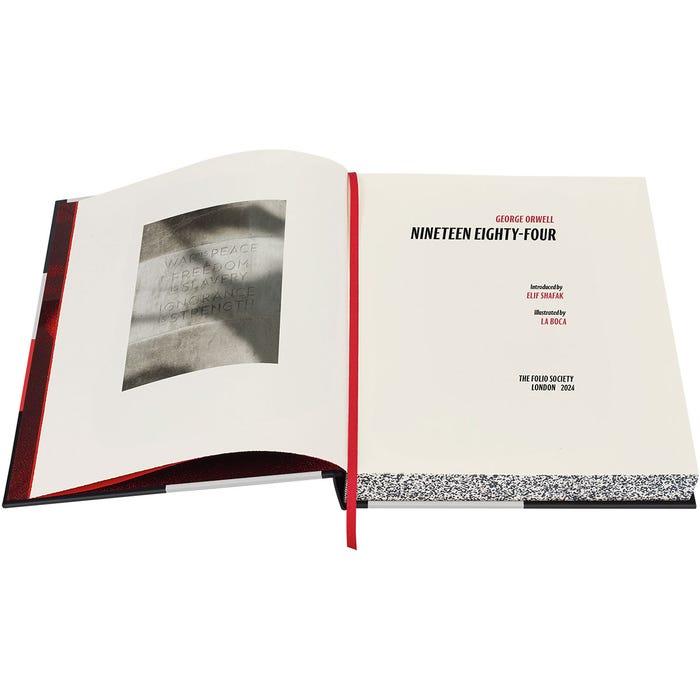 WAR IS PEACE
FREEDOM
IS SLAVERY
IGNORANCE
IS STRENGTH
GEORGE ORWELL
NINETEEN EIGHTY-FOUR
Introduced by
ELIF SHAFAK
Illustrated by
LA BOCA
THE FOLIO SOCIETY
LONDON 2024